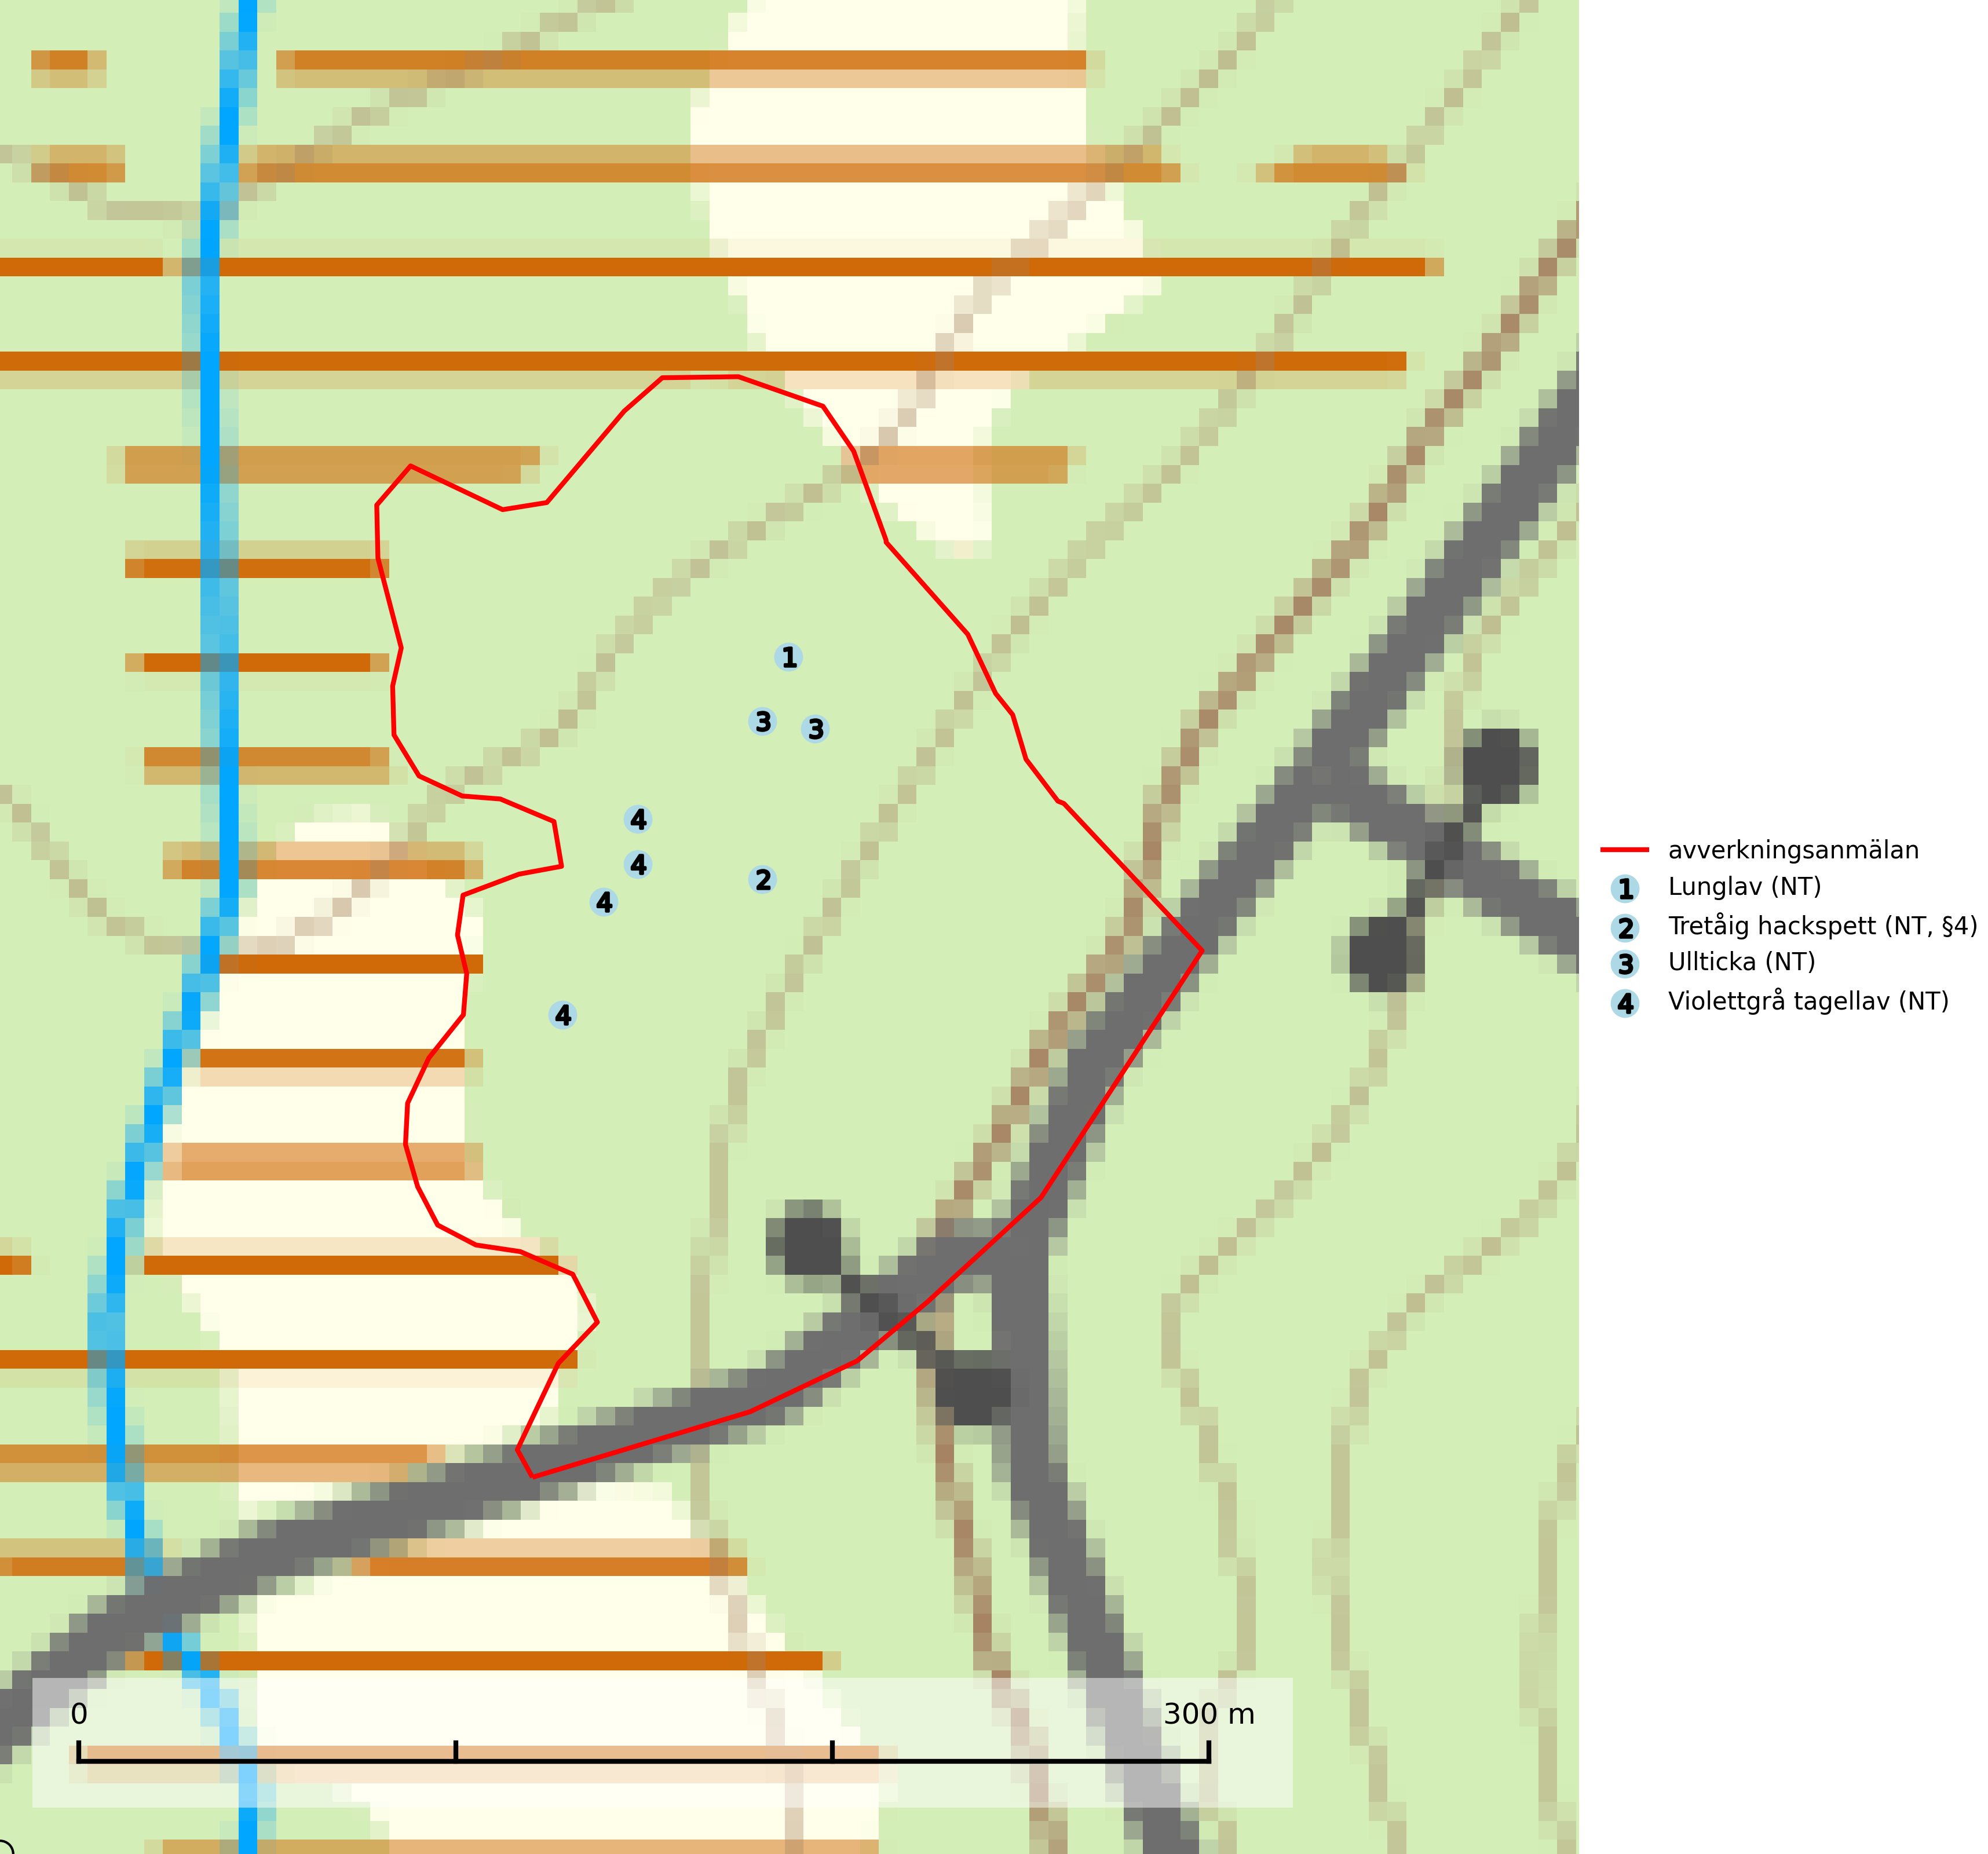 1
3
3
4
4
2
4
4
avverkningsanmälan
1 Lunglav (NT)
2 Tretåig hackspett (NT, §4)
3 Ullticka (NT)
4 Violettgrå tagellav (NT)
0 300 m